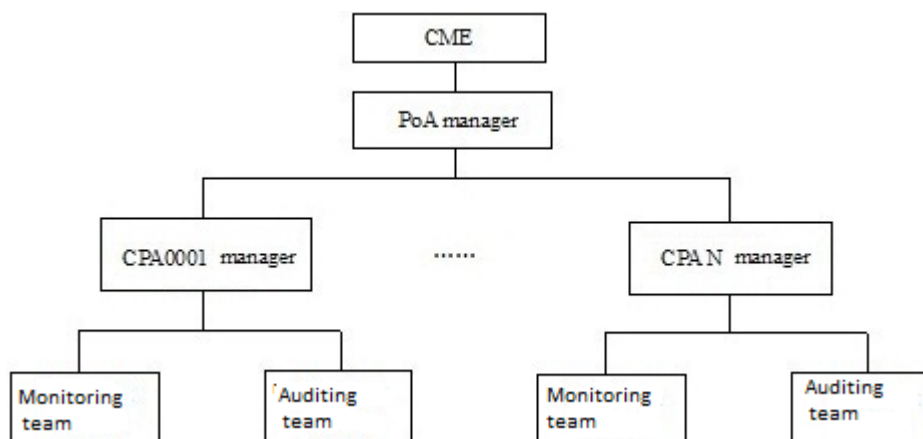 CME
PoA manager
CPA0001 manager
......
CPA N manager
Monitoring
team
Auditing
team
Monitoring
team
Auditing
team